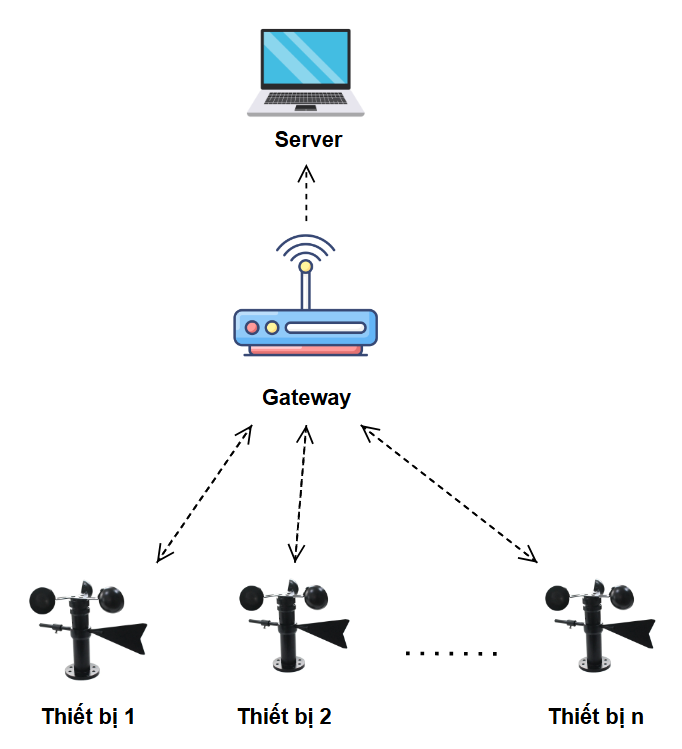 Server
Gateway
Thiết bị 1
Thiết bị 2
.......
Thiết bị n